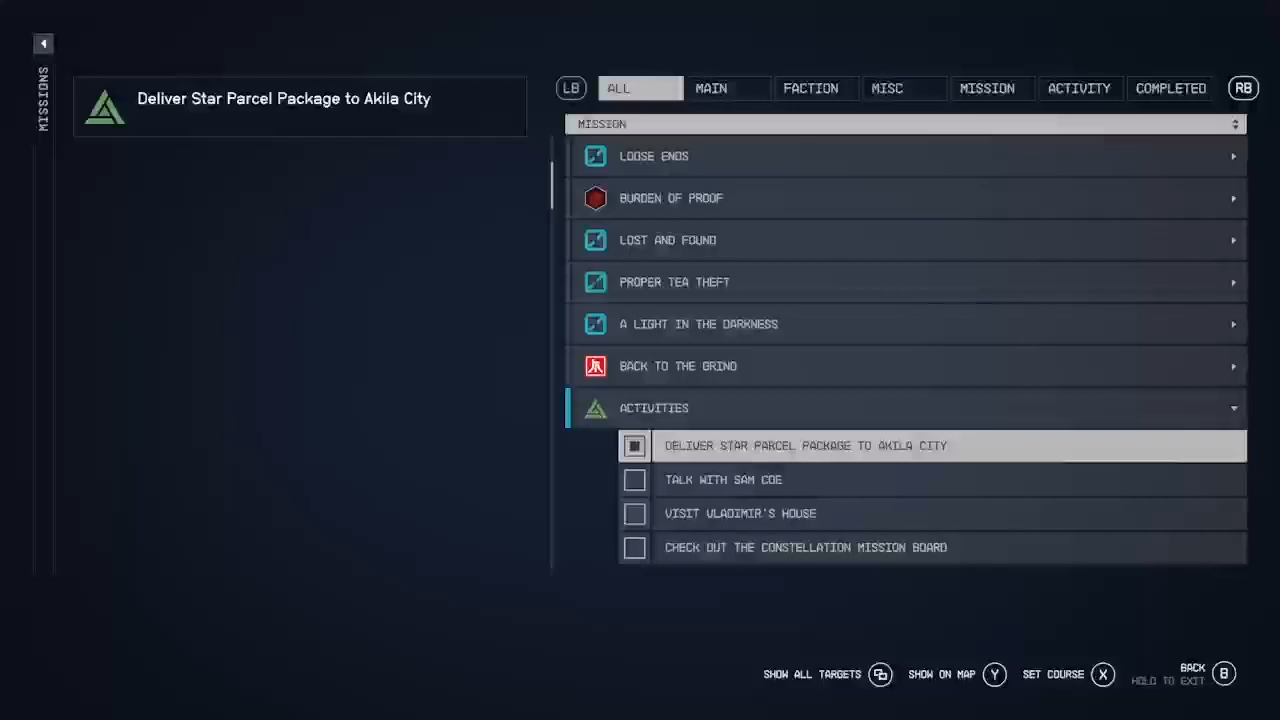 MISSIONS
Deliver Star Parcel Package to Akila City
LB ALL MAIN FACTION MISC MISSION ACTIVITY COMPLETED RB
MISSION
LOOSE ENDS
BURDEN OF PROOF
LOST AND FOUND
PROPER TEA THEFT
A LIGHT IN THE DARKNESS
BACK TO THE GRIND
ACTIVITIES
DELIVER STAR PARCEL PACKAGE TO AKILA CITY
TALK WITH SAM COE
VISIT VLADIMIR'S HOUSE
CHECK OUT THE CONSTELLATION MISSION BOARD
SHOW ALL TARGETS SHOW ON MAP Y SET COURSE X BACK B
HOLD TO EXIT